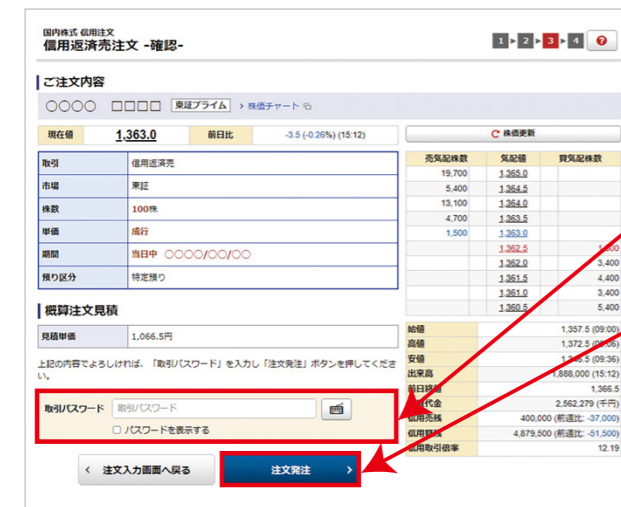 国内株式 信用注文
信用返済売注文 -確認-
1 2 3 4 ?
ご注文内容
○○○○ □□□□ 東証プライム 株価チャート
現在値 1,363.0 前日比 -3.5 (-0.26%) (15:12)
株価更新
取引 信用返済売
市場 東証
株数 100株
単価 成行
期間 当日中 ○○○○/○○/○○
預り区分 特定預り
概算注文見積
見積単価 1,066.5円
上記の内容でよろしければ、「取引パスワード」を入力し「注文発注」ボタンを押してくださ
い。
取引パスワード 取引パスワード
パスワードを表示する
注文入力画面へ戻る
注文発注
売気配株数 気配値 買気配株数
19,700 1,365.0
5,400 1,364.5
13,100 1,364.0
4,700 1,363.5
1,500 1,363.0
1,362.5
1,362.0 3,400
1,361.5 4,400
1,361.0 3,400
1,360.5 5,400
始値 1,357.5 (09:00)
高値 1,372.5
安値 (09:36)
出来高 1,888,000 (15:12)
前日終値 1,366.5
代金 2,562,279 (千円)
信用売残 400,000 (前週比: -37,000)
信用買残 4,879,500 (前週比: -51,500)
信用取引倍率 12.19